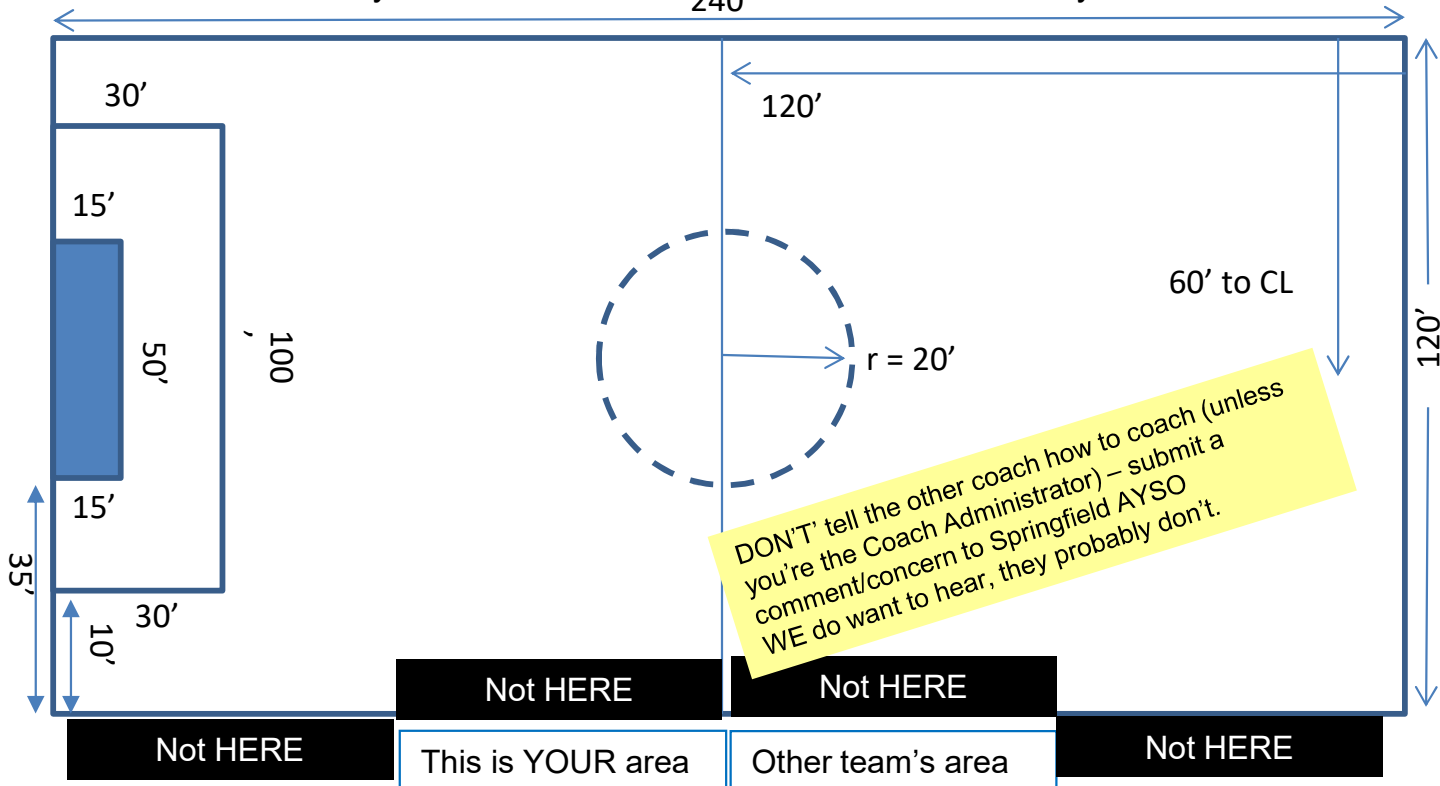 240
30’
120’
15’
60’ to CL
100
’
50’
r = 20’
120’
DON’T’ tell the other coach how to coach (unless
you’re the Coach Administrator) – submit a
comment/concern to Springfield AYSO
WE do want to hear, they probably don’t.
15’
35’
30’
10’
Not HERE
Not HERE
Not HERE
This is YOUR area
Other team’s area
Not HERE